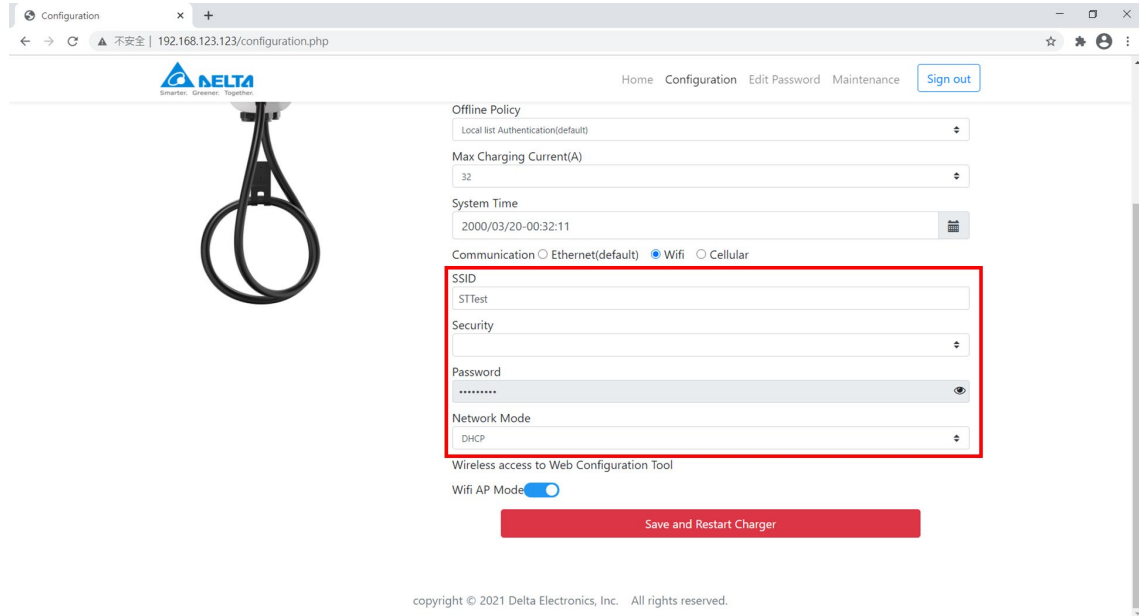 Configuration
不安全 | 192.168.123.123/configuration.php
DELTA
Smarter. Greener. Together.
Home Configuration Edit Password Maintenance Sign out
Offline Policy
Local list Authentication(default)
Max Charging Current(A)
32
System Time
2000/03/20-00:32:11
Communication Ethernet(default) Wifi Cellular
SSID
STTest
Security
Password
•••••••••
Network Mode
DHCP
Wireless access to Web Configuration Tool
Wifi AP Mode
Save and Restart Charger
copyright © 2021 Delta Electronics, Inc. All rights reserved.